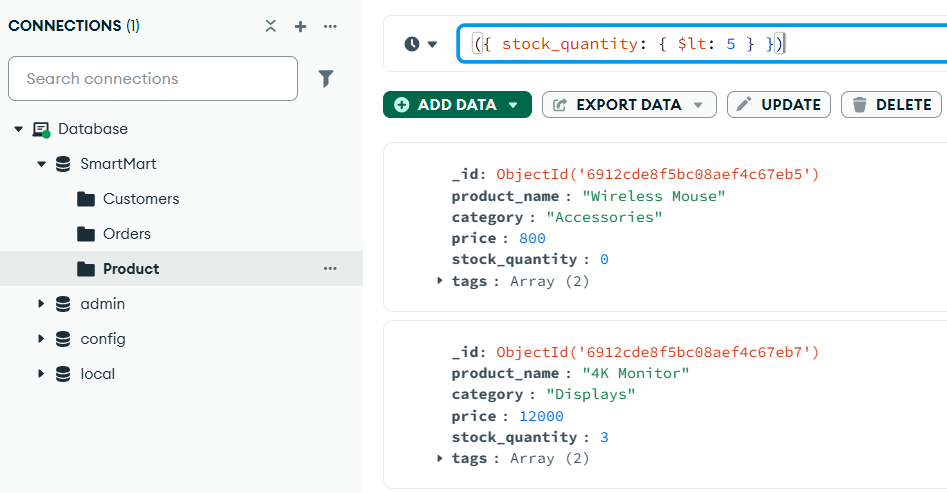 CONNECTIONS (1)
Search connections
Database
SmartMart
Customers
Orders
Product
admin
config
local
({ stock_quantity: { $lt: 5 } })
ADD DATA
EXPORT DATA
UPDATE
DELETE
_id: ObjectId('6912cde8f5bc08aef4c67eb5')
product_name : "Wireless Mouse"
category : "Accessories"
price : 800
stock_quantity : 0
tags : Array (2)
_id: ObjectId('6912cde8f5bc08aef4c67eb7')
product_name : "4K Monitor"
category : "Displays"
price : 12000
stock_quantity : 3
tags : Array (2)